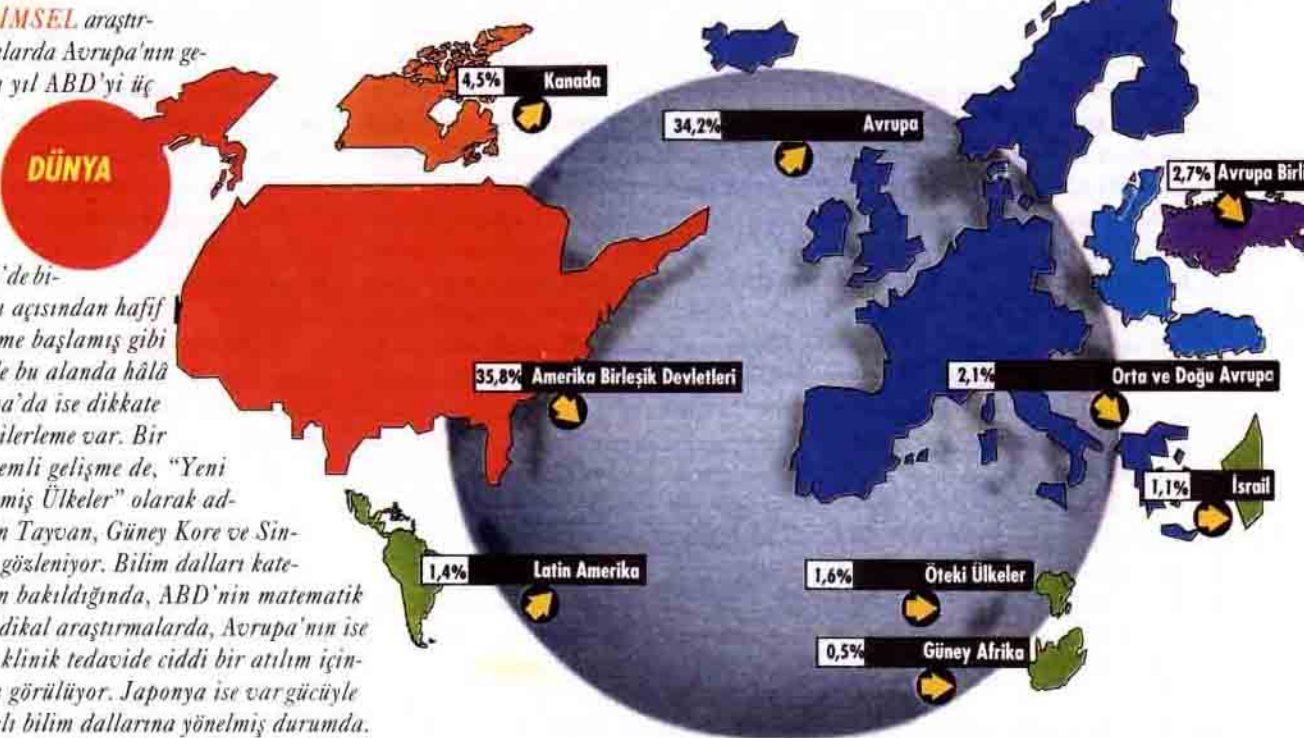 İMSEL araştır-
larda Avrupa'nın ge-
yıl ABD'yi üç
DÜNYA
'de bi-
açısından hafif
me başlamış gibi
e bu alanda hâlâ
a'da ise dikkate
ilerleme var. Bir
emli gelişme de, "Yeni
miş Ülkeler" olarak ad-
n Tayvan, Güney Kore ve Sin-
gözleniyor. Bilim dalları kate-
n bakıldığında, ABD'nin matematik
dikal araştırmalarda, Avrupa'nın ise
klinik tedavide ciddi bir atılım için-
görülüyor. Japonya ise var gücüyle
lı bilim dallarına yönelmiş durumda.
4,5% Kanada
34,2% Avrupa
2,7% Avrupa Birli
35,8% Amerika Birleşik Devletleri
2,1% Orta ve Doğu Avrupa
1,1% İsrail
1,4% Latin Amerika
1,6% Öteki Ülkeler
0,5% Güney Afrika